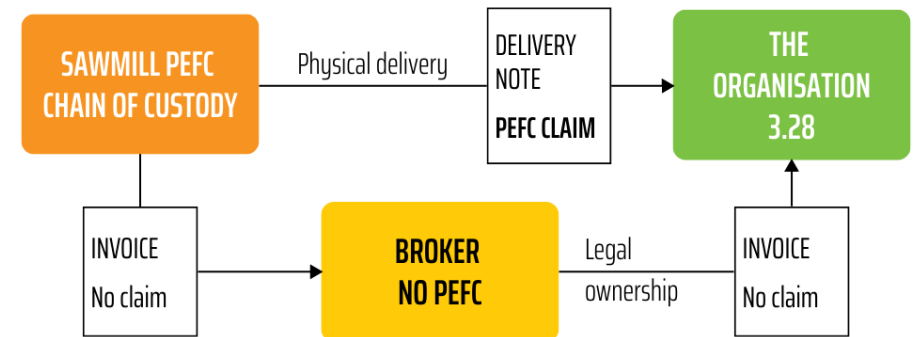 SAWMILL PEFC
CHAIN OF CUSTODY
Physical delivery
DELIVERY
NOTE
PEFC CLAIM
THE
ORGANISATION
3.28
INVOICE
No claim
BROKER
NO PEFC
Legal
ownership
INVOICE
No claim